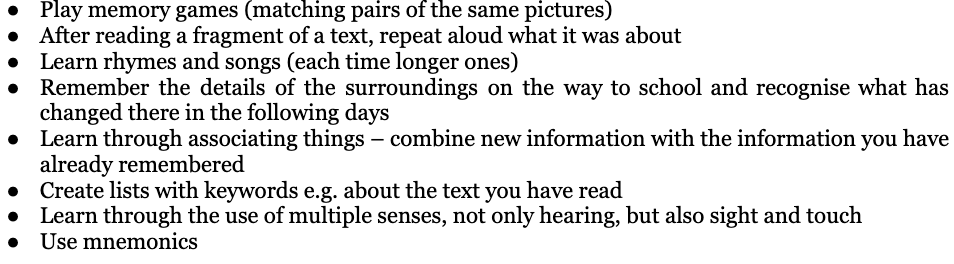 ● Play memory games (matching pairs of the same pictures)
● After reading a fragment of a text, repeat aloud what it was about
● Learn rhymes and songs (each time longer ones)
● Remember the details of the surroundings on the way to school and recognise what has
changed there in the following days
● Learn through associating things – combine new information with the information you have
already remembered
● Create lists with keywords e.g. about the text you have read
● Learn through the use of multiple senses, not only hearing, but also sight and touch
● Use mnemonics